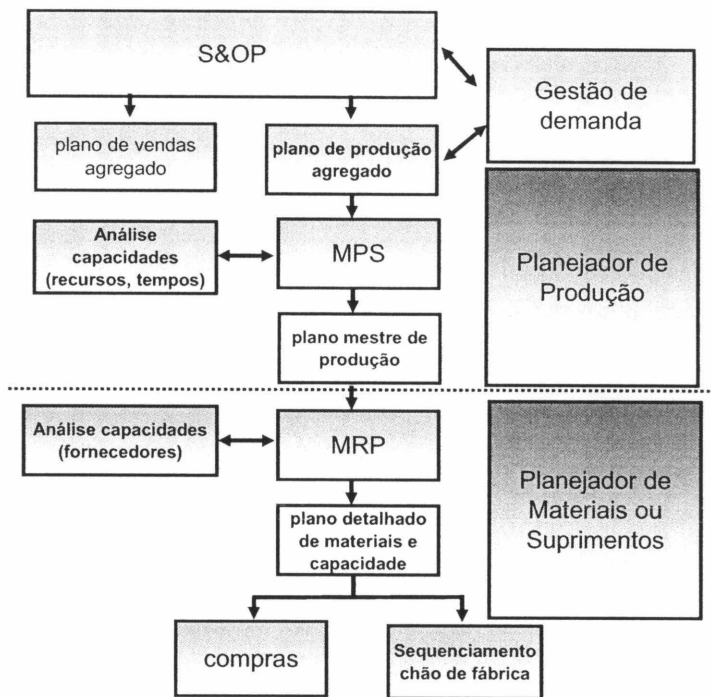 S&OP
Gestão de
demanda
plano de vendas
agregado
plano de produção
agregado
Análise
capacidades
(recursos, tempos)
MPS
Planejador de
Produção
plano mestre de
produção
Análise capacidades
(fornecedores)
MRP
Planejador de
Materiais ou
Suprimentos
plano detalhado
de materiais e
capacidade
compras
Sequenciamento
chão de fábrica